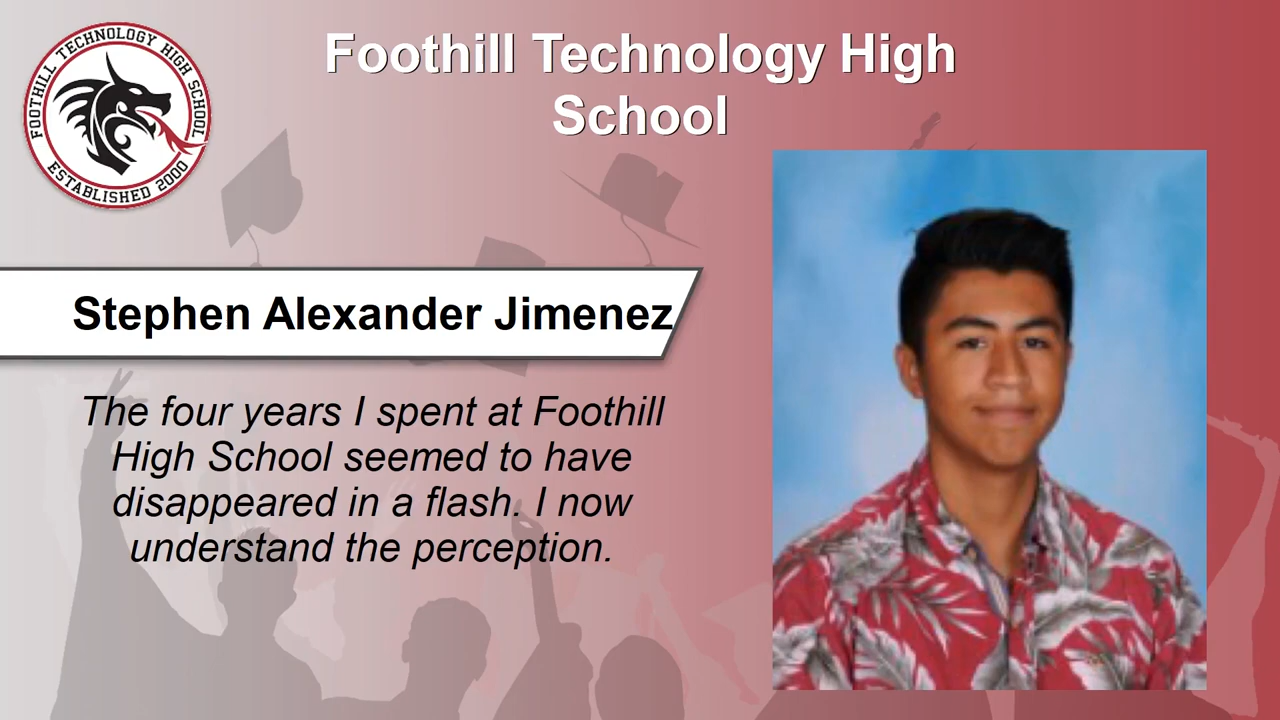 FOOTHILL TECHNOLOGY HIGH SCHOOL
ESTABLISHED 2000
Foothill Technology High
School
Stephen Alexander Jimenez
The four years I spent at Foothill
High School seemed to have
disappeared in a flash. I now
understand the perception.